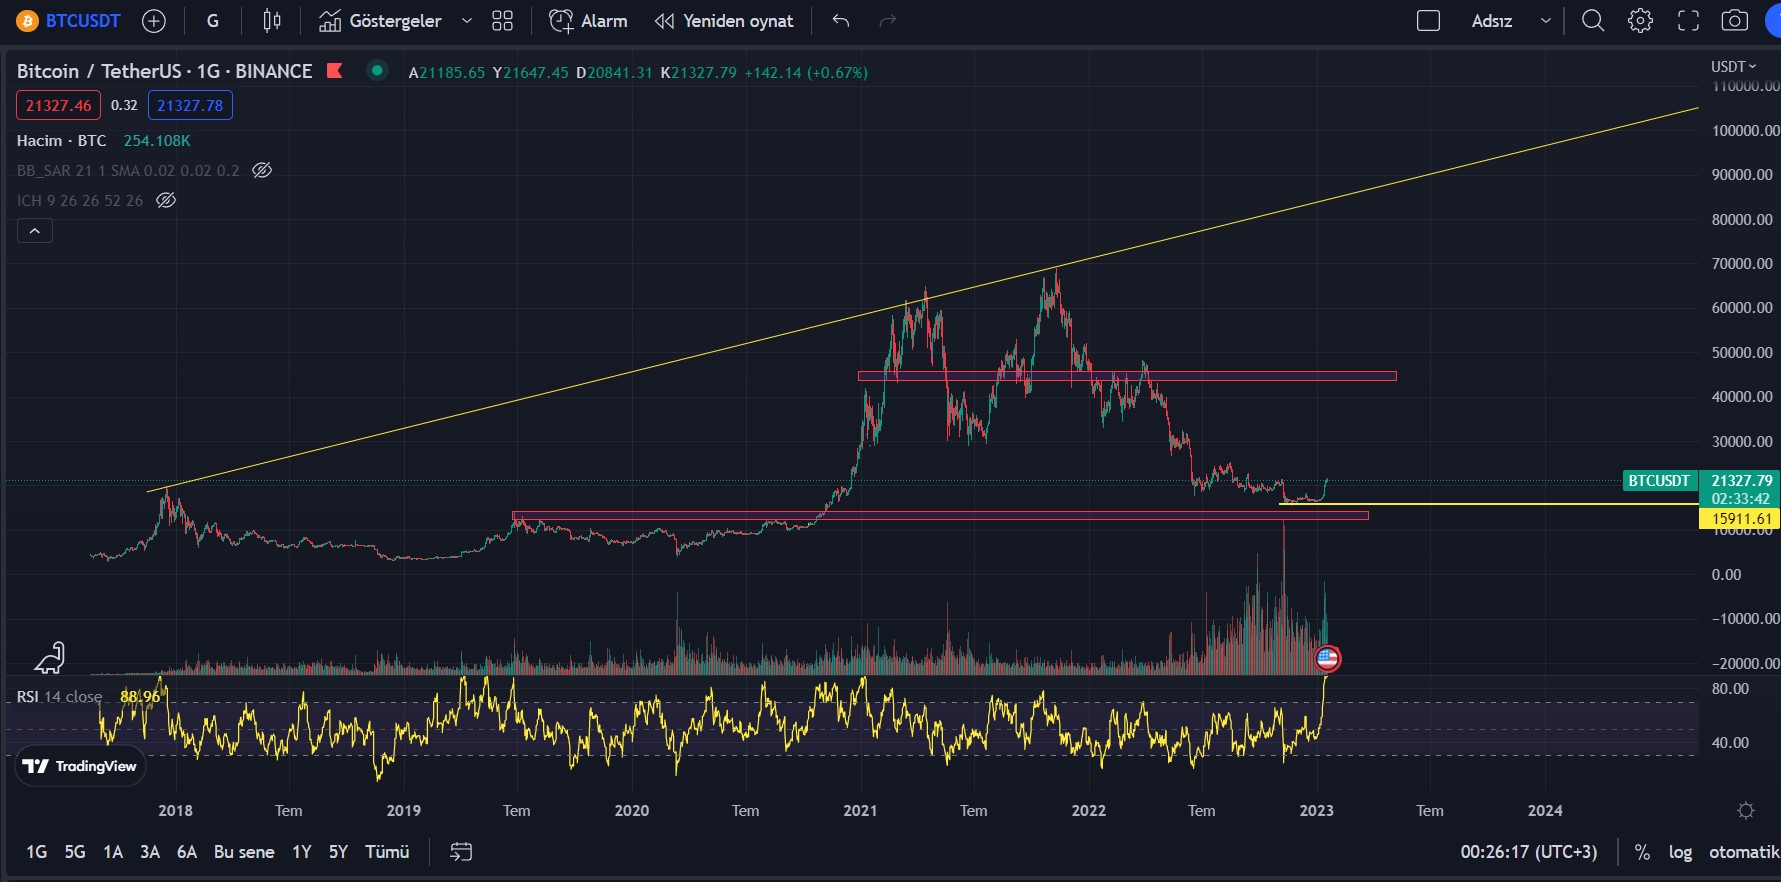 BTCUSDT G Göstergeler Alarm Yeniden oynat Adsız
Bitcoin / TetherUS · 1G · BINANCE A21185.65 Y21647.45 D20841.31 K21327.79 +142.14 (+0.67%)
21327.46 0.32 21327.78
Hacim · BTC 254.108K
BB_SAR 21 1 SMA 0.02 0.02 0.2
ICH 9 26 26 52 26
USDT
110000.00
100000.00
90000.00
80000.00
70000.00
60000.00
50000.00
40000.00
30000.00
BTCUSDT 21327.79
02:33:42
15911.61
10000.00
0.00
−10000.00
−20000.00
RSI 14 close 88.96
80.00
40.00
TradingView
2018 Tem 2019 Tem 2020 Tem 2021 Tem 2022 Tem 2023 Tem 2024
1G 5G 1A 3A 6A Bu sene 1Y 5Y Tümü 00:26:17 (UTC+3) % log otomatik